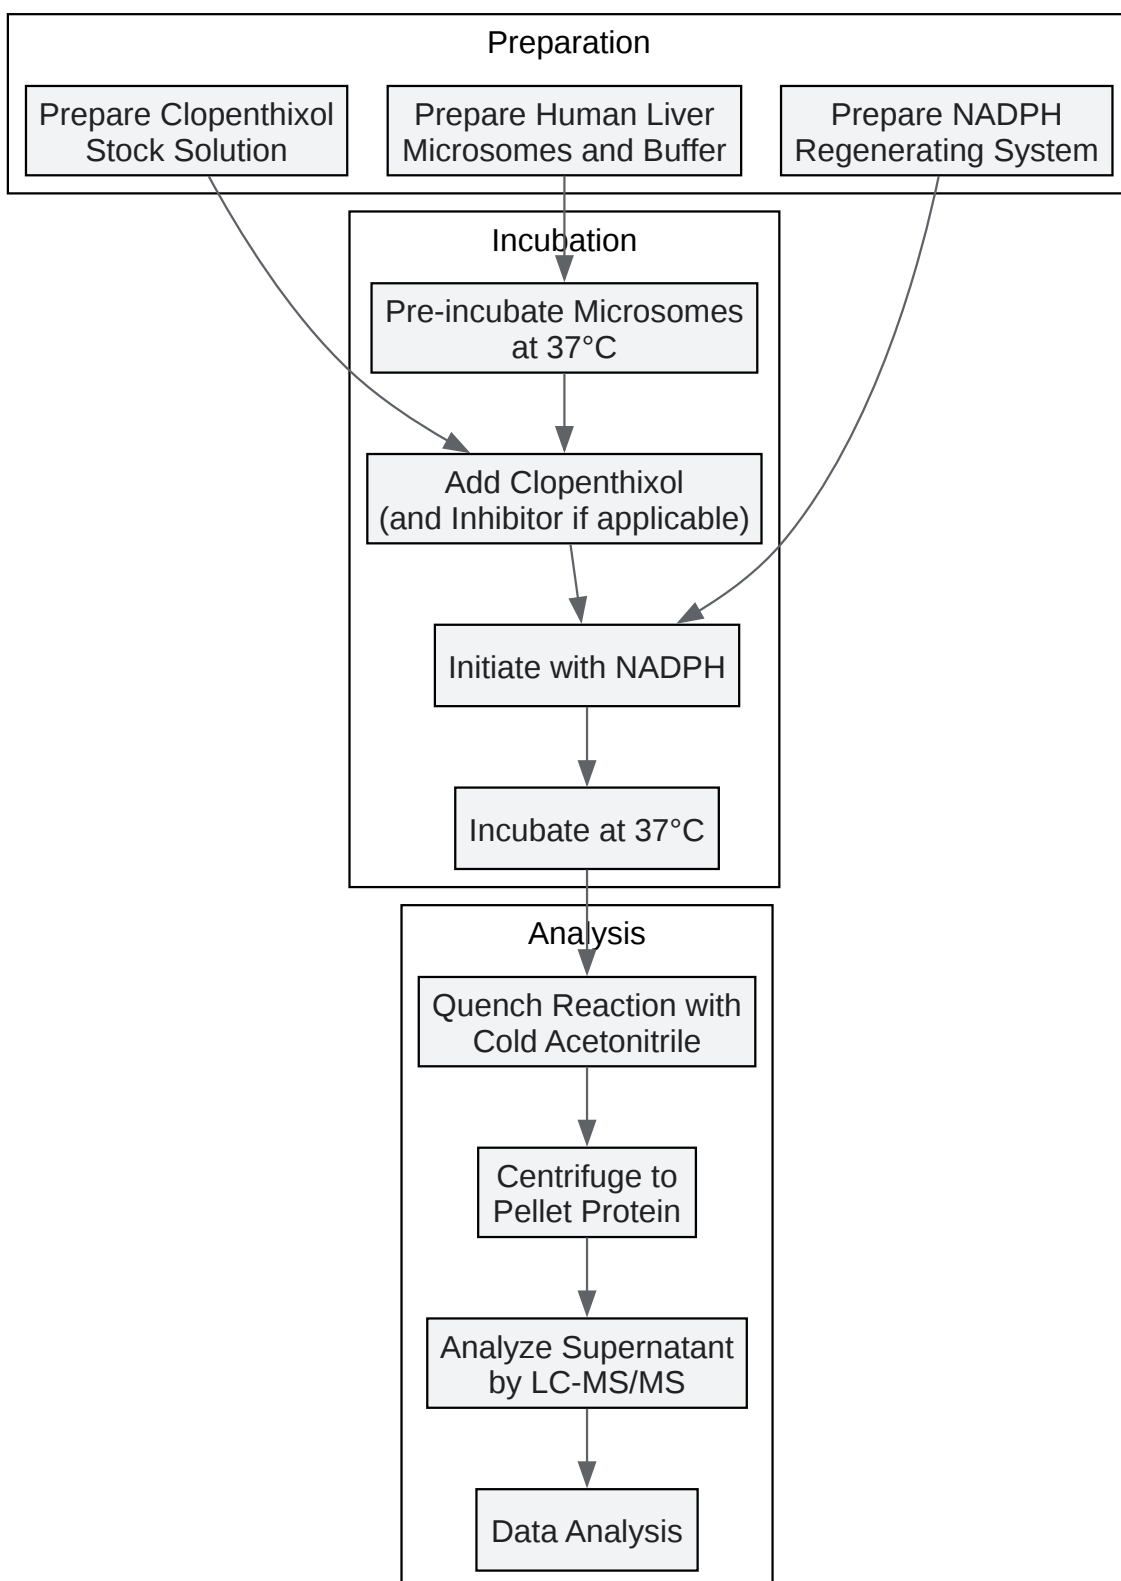 Preparation
Prepare Clopenthixol
Stock Solution
Prepare Human Liver
Microsomes and Buffer
Prepare NADPH
Regenerating System
Incubation
Pre-incubate Microsomes
at 37°C
Add Clopenthixol
(and Inhibitor if applicable)
Initiate with NADPH
Incubate at 37°C
Analysis
Quench Reaction with
Cold Acetonitrile
Centrifuge to
Pellet Protein
Analyze Supernatant
by LC-MS/MS
Data Analysis